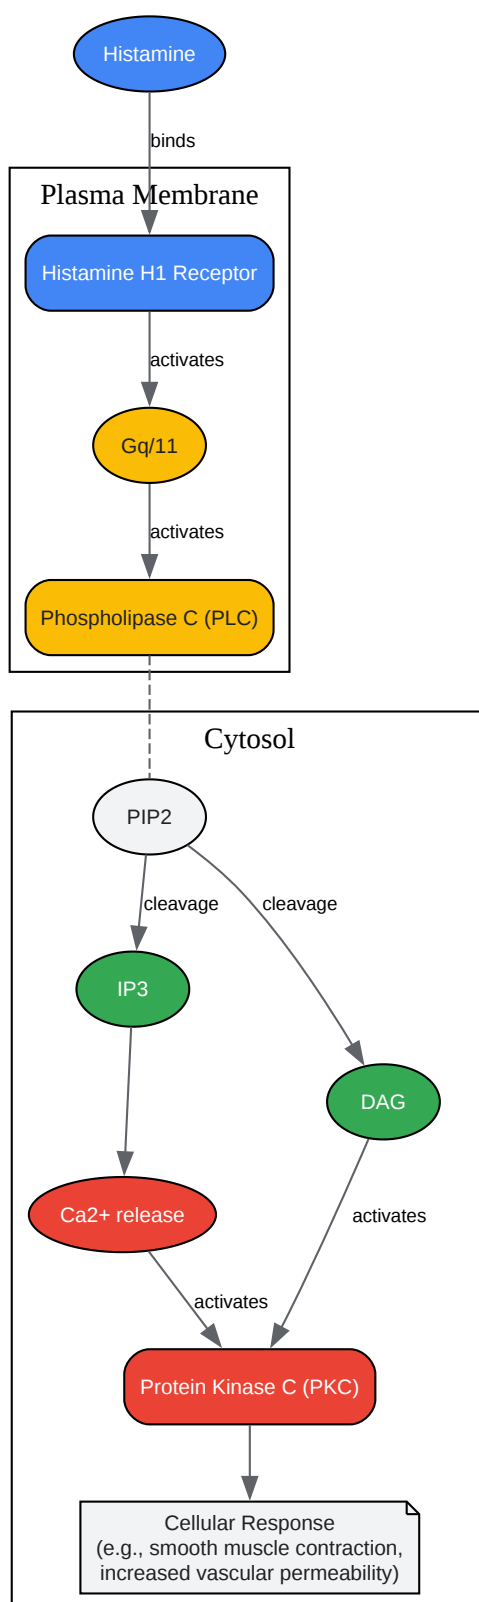 Histamine
binds
Plasma Membrane
Histamine H1 Receptor
activates
Gq/11
activates
Phospholipase C (PLC)
Cytosol
PIP2
cleavage
cleavage
IP3
DAG
Ca2+ release
activates
activates
Protein Kinase C (PKC)
Cellular Response
(e.g., smooth muscle contraction,
increased vascular permeability)